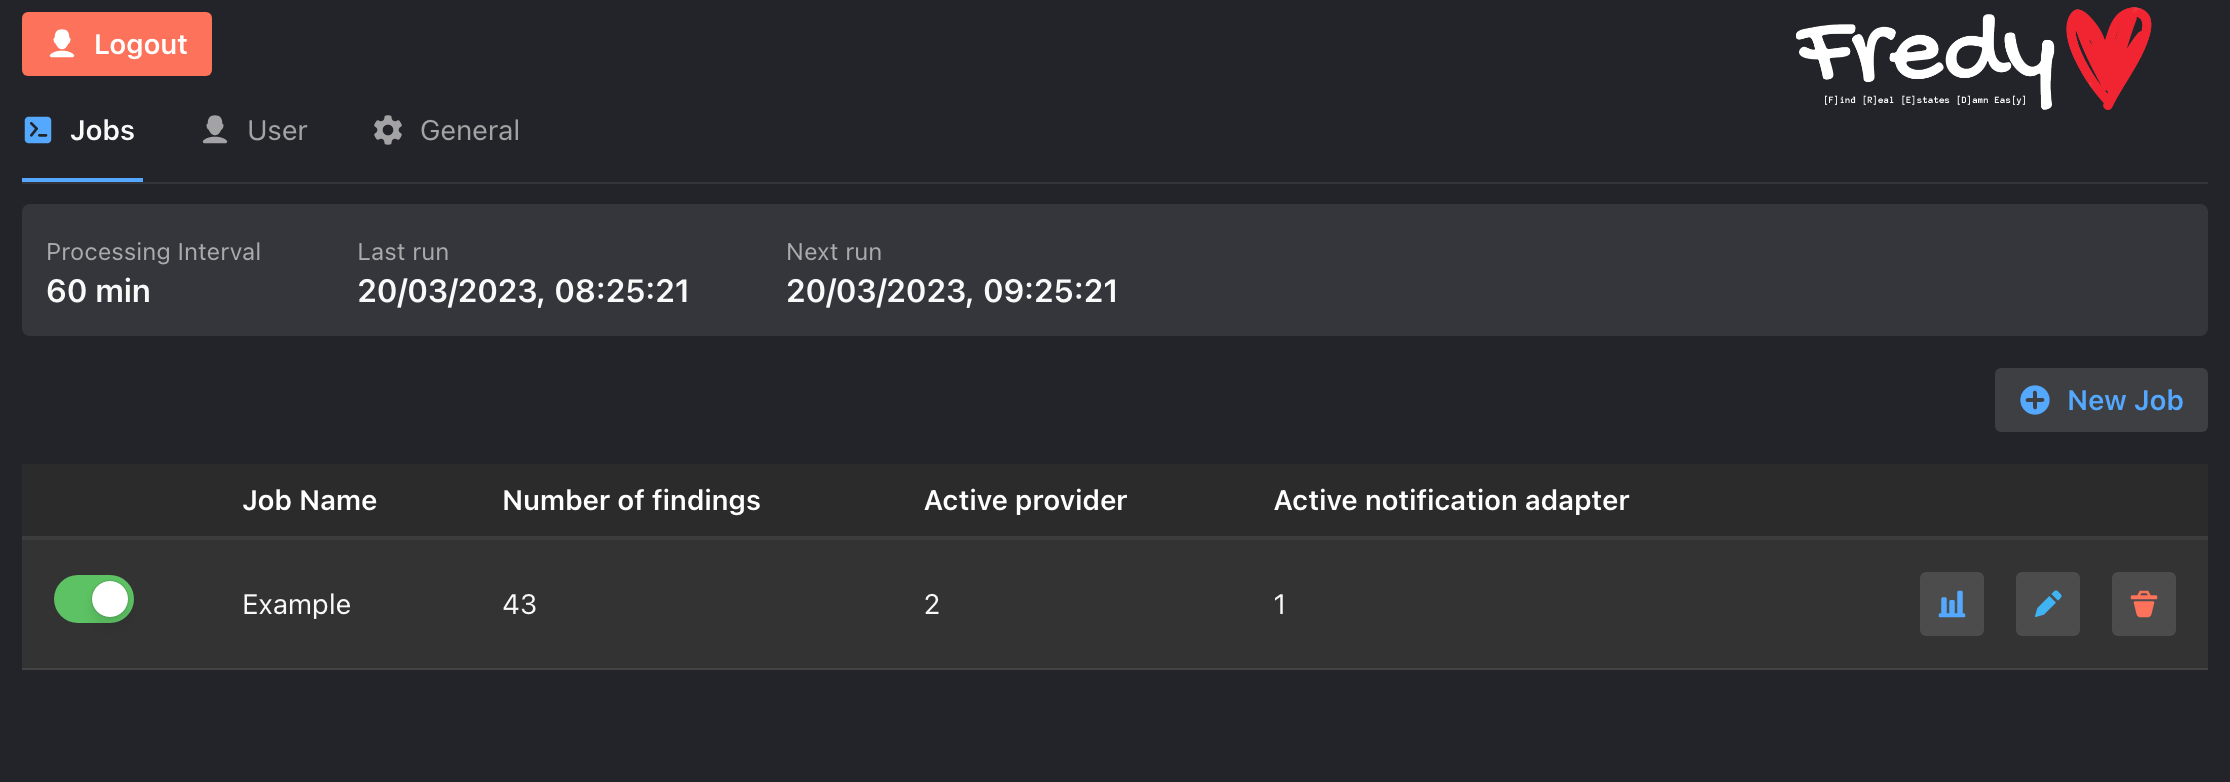 Logout
Fredy
[F]ind [R]eal [E]states [D]amn Eas[y]
Jobs User General
Processing Interval Last run Next run
60 min 20/03/2023, 08:25:21 20/03/2023, 09:25:21
New Job
Job Name Number of findings Active provider Active notification adapter
Example 43 2 1